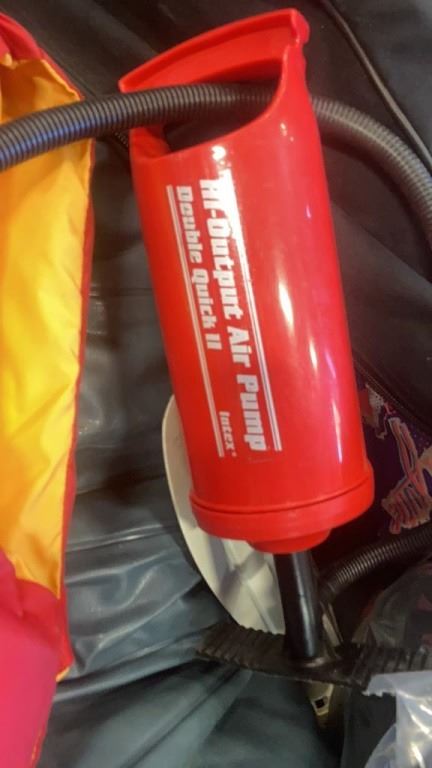 Hi-Output Air Pump
Double Quick II
Intex®